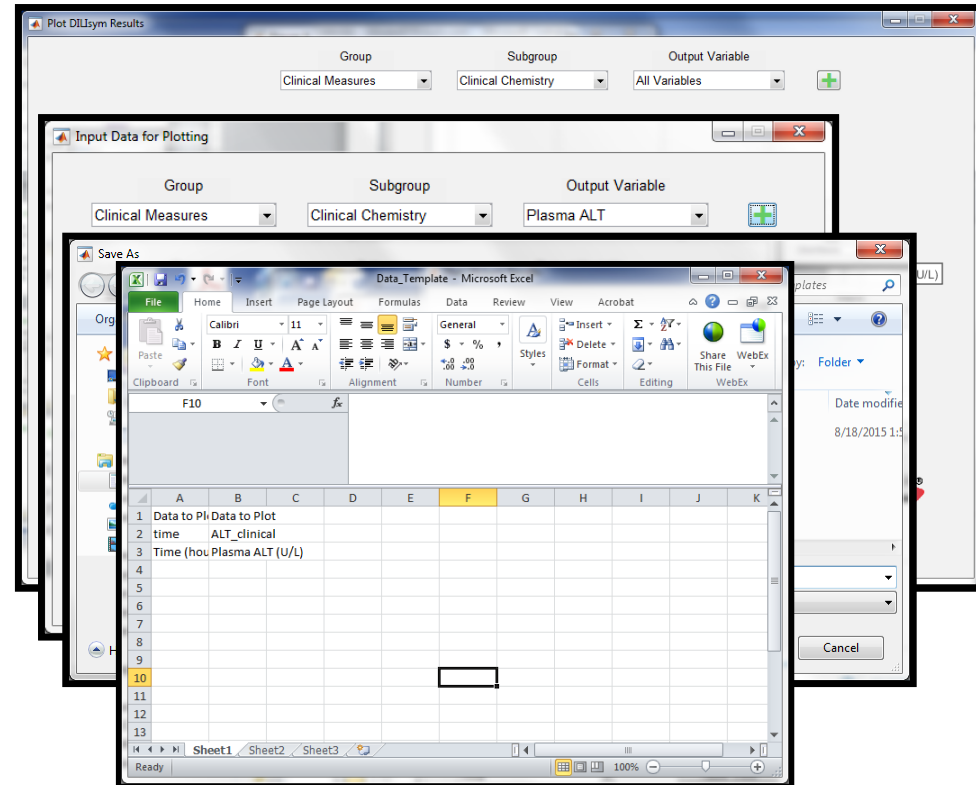 Plot DILIsym Results
Group Subgroup Output Variable
Clinical Measures Clinical Chemistry All Variables
Input Data for Plotting
Group Subgroup Output Variable
Clinical Measures Clinical Chemistry Plasma ALT
Save As
Data_Template - Microsoft Excel
U/L)
plates
File Home Insert Page Layout Formulas Data Review View Acrobat
Org
Calibri 11 General Insert
Paste B I U A A $ % , Styles Delete Share This File WebEx
Format
Clipboard Font Alignment Number Cells Editing WebEx
y: Folder
F10 fx
Date modifie
8/18/2015 1:5
A B C D E F G H I J K
1 Data to Pl Data to Plot
2 time ALT_clinical
3 Time (hou Plasma ALT (U/L)
4
5
6
7
8
9
10
11
12
13
H
Cancel
Sheet1 Sheet2 Sheet3
Ready 100%